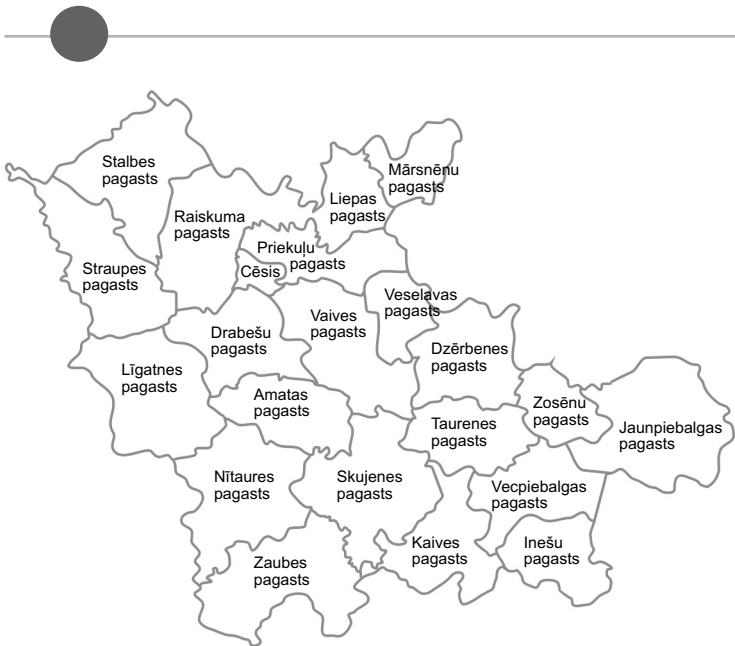 Stalbes
pagasts
Mārsnēnu
pagasts
Liepas
pagasts
Raiskuma
pagasts
Priekuļu
pagasts
Cēsis
Straupes
pagasts
Veselavas
pagasts
Vaives
pagasts
Drabešu
pagasts
Dzērbenes
pagasts
Līgatnes
pagasts
Amatas
pagasts
Zosēnu
pagasts
Taurenes
pagasts
Jaunpiebalgas
pagasts
Nītaures
pagasts
Skujenes
pagasts
Vecpiebalgas
pagasts
Kaives
pagasts
Inešu
pagasts
Zaubes
pagasts